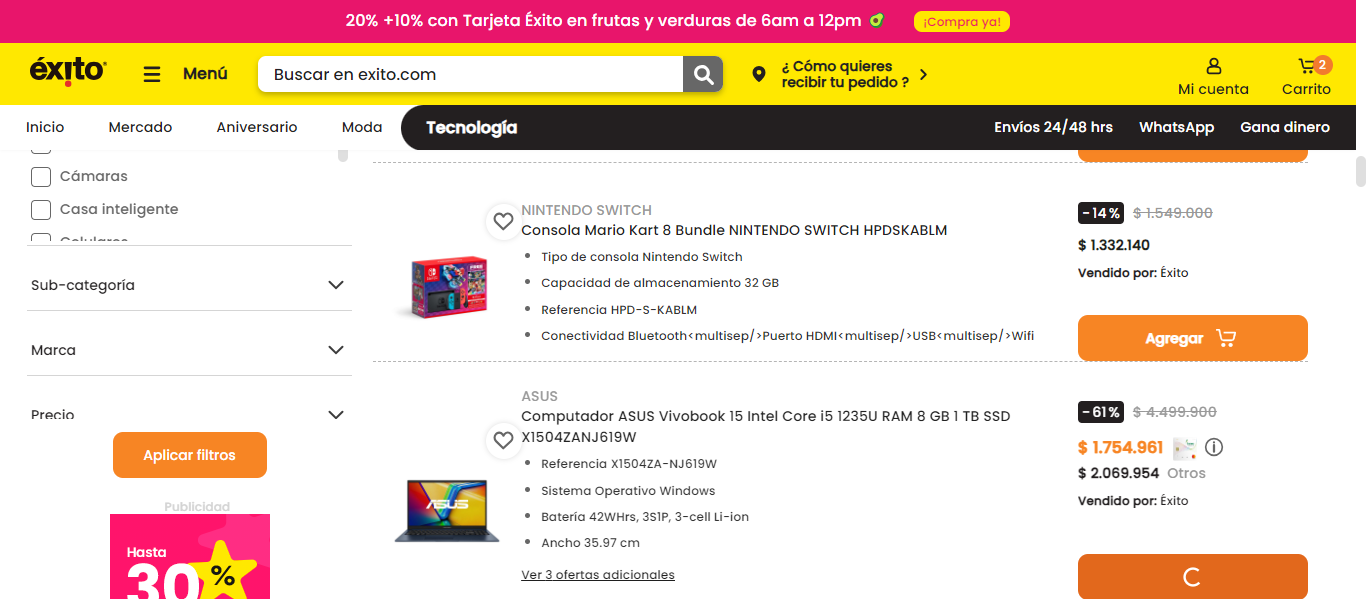 20% +10% con Tarjeta Éxito en frutas y verduras de 6am a 12pm
¡Compra ya!
éxito
Menú
Buscar en exito.com
¿ Cómo quieres
recibir tu pedido ?
Mi cuenta
2
Carrito
Inicio
Mercado
Aniversario
Moda
Tecnología
Envíos 24/48 hrs
WhatsApp
Gana dinero
Cámaras
Casa inteligente
Celulares
Sub-categoría
Marca
Precio
Aplicar filtros
Publicidad
Hasta
30%
NINTENDO SWITCH
Consola Mario Kart 8 Bundle NINTENDO SWITCH HPDSKABLM
Tipo de consola Nintendo Switch
Capacidad de almacenamiento 32 GB
Referencia HPD-S-KABLM
Conectividad Bluetooth<multisep/>Puerto HDMI<multisep/>USB<multisep/>Wifi
-14% $ 1.549.000
$ 1.332.140
Vendido por: Éxito
Agregar
ASUS
Computador ASUS Vivobook 15 Intel Core i5 1235U RAM 8 GB 1 TB SSD
X1504ZANJ619W
Referencia X1504ZA-NJ619W
Sistema Operativo Windows
Batería 42WHrs, 3S1P, 3-cell Li-ion
Ancho 35.97 cm
Ver 3 ofertas adicionales
ASUS
-61% $ 4.499.900
$ 1.754.961
$ 2.069.954 Otros
Vendido por: Éxito